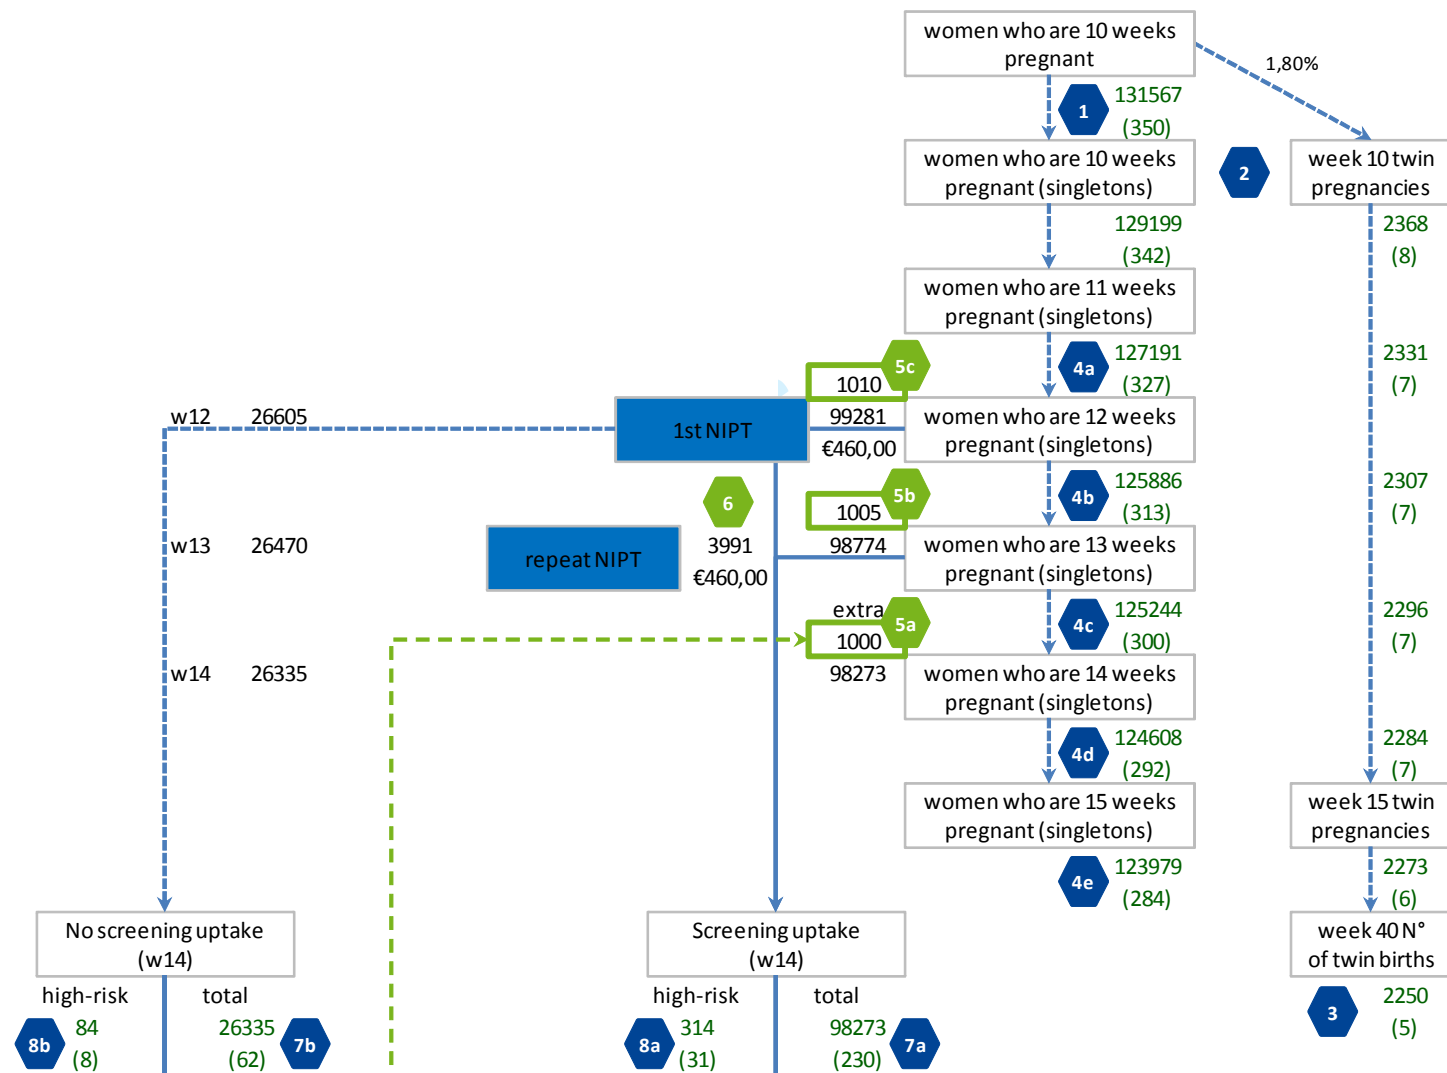 women who are 10 weeks
pregnant
1,80%
1
131567
(350)
women who are 10 weeks
pregnant (singletons)
2
week 10 twin
pregnancies
129199
(342)
2368
(8)
women who are 11 weeks
pregnant (singletons)
5c
4a
127191
(327)
2331
(7)
1010
w12 26605
1st NIPT
99281
€460,00
women who are 12 weeks
pregnant (singletons)
6
5b
4b
125886
(313)
2307
(7)
1005
w13 26470
repeat NIPT
3991
€460,00
98774
women who are 13 weeks
pregnant (singletons)
extra
5a
4c
125244
(300)
2296
(7)
1000
w14 26335
98273
women who are 14 weeks
pregnant (singletons)
4d
124608
(292)
2284
(7)
women who are 15 weeks
pregnant (singletons)
week 15 twin
pregnancies
4e
123979
(284)
2273
(6)
No screening uptake
(w14)
Screening uptake
(w14)
week 40 N°
of twin births
high-risk total
high-risk total
3
2250
(5)
8b
84
(8)
26335
(62)
7b
8a
314
(31)
98273
(230)
7a